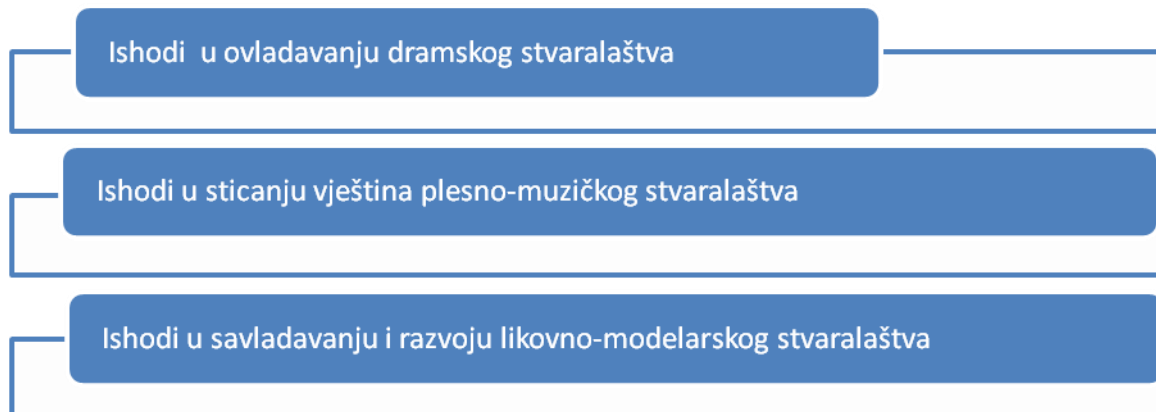 Ishodi  u ovladavanju dramskog stvaralaštva
Ishodi u sticanju vještina plesno-muzičkog stvaralaštva
Ishodi u savladavanju i razvoju likovno-modelarskog stvaralaštva